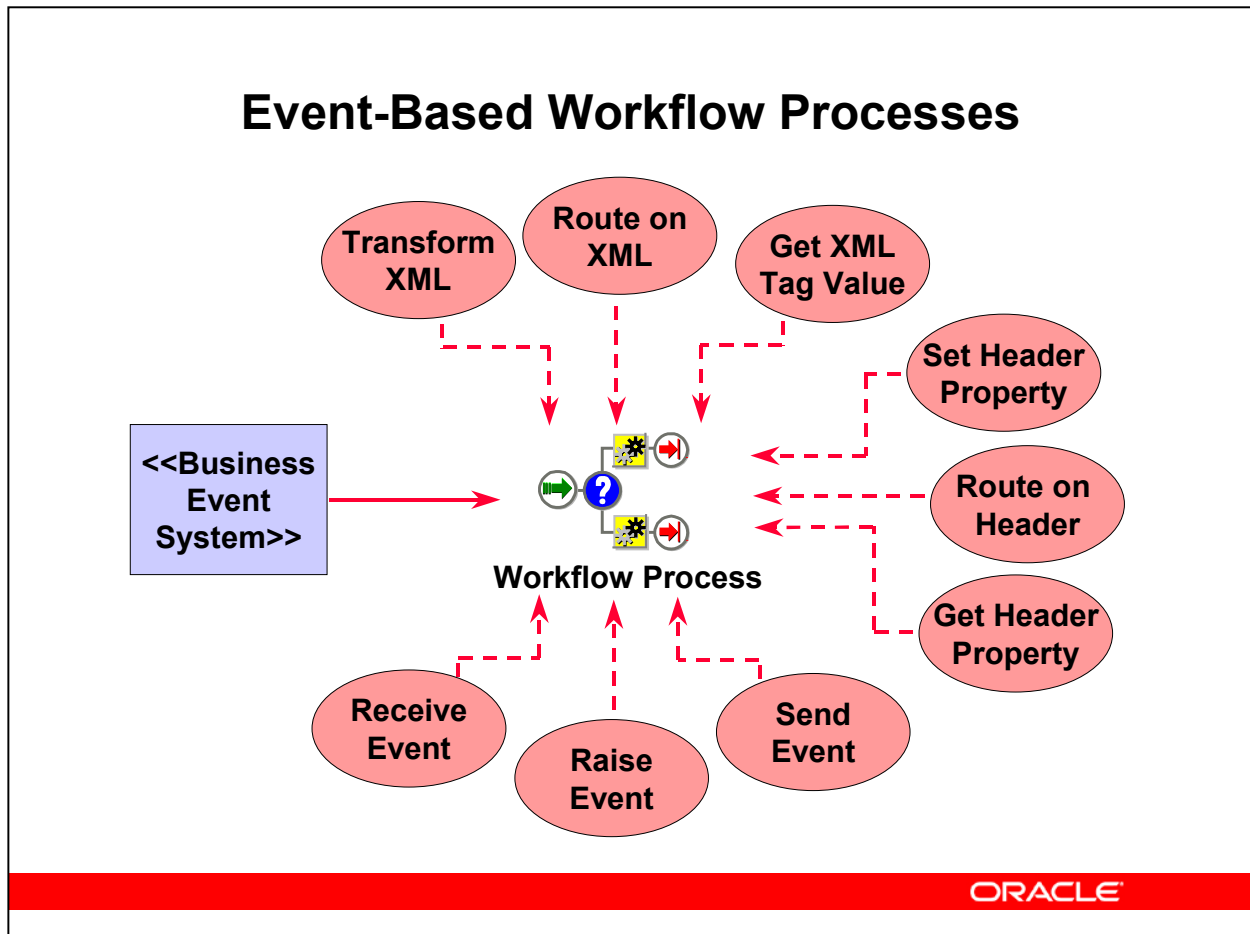 Event-Based Workflow Processes
Transform
XML
Route on
XML
Get XML
Tag Value
Set Header
Property
<<Business
Event
System>>
?
Route on
Header
Workflow Process
Get Header
Property
Receive
Event
Raise
Event
Send
Event
ORACLE